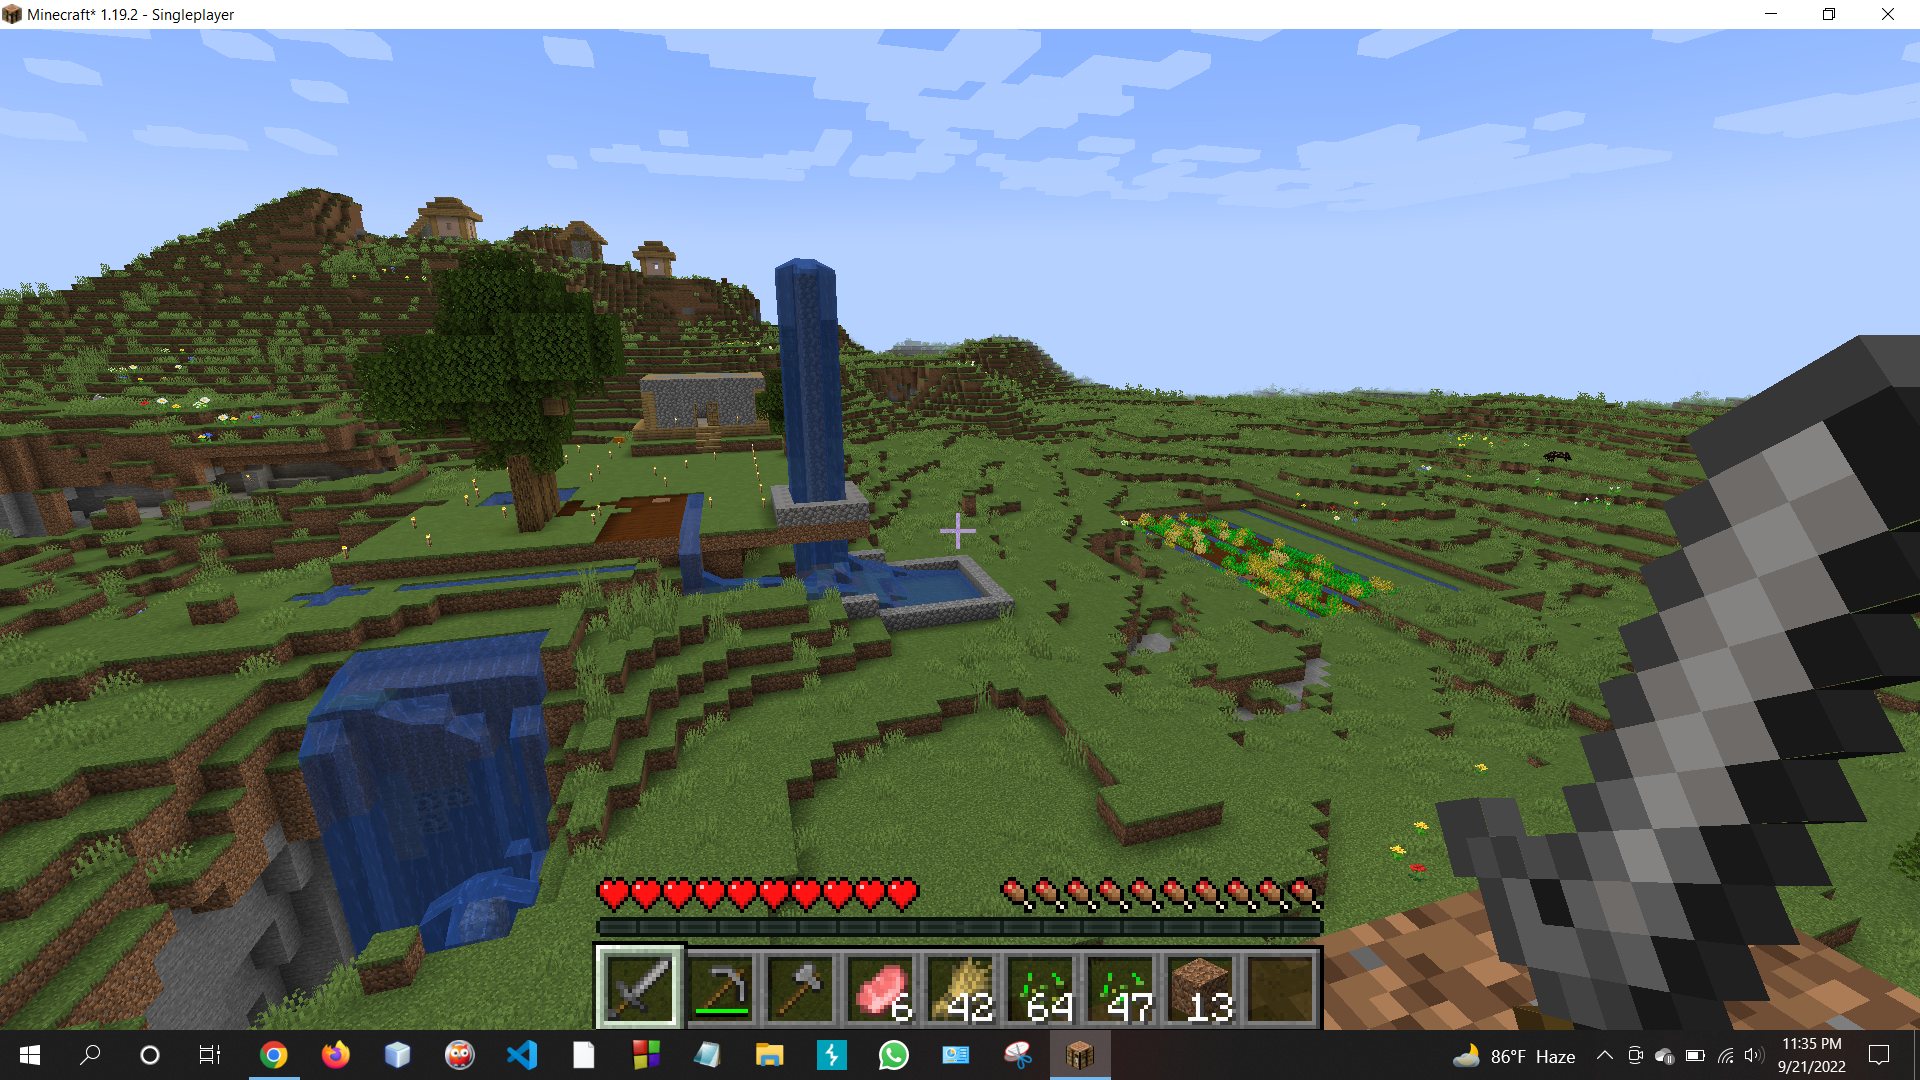 Minecraft* 1.19.2 - Singleplayer
6 42 64 47 13
86°F Haze
11:35 PM
9/21/2022